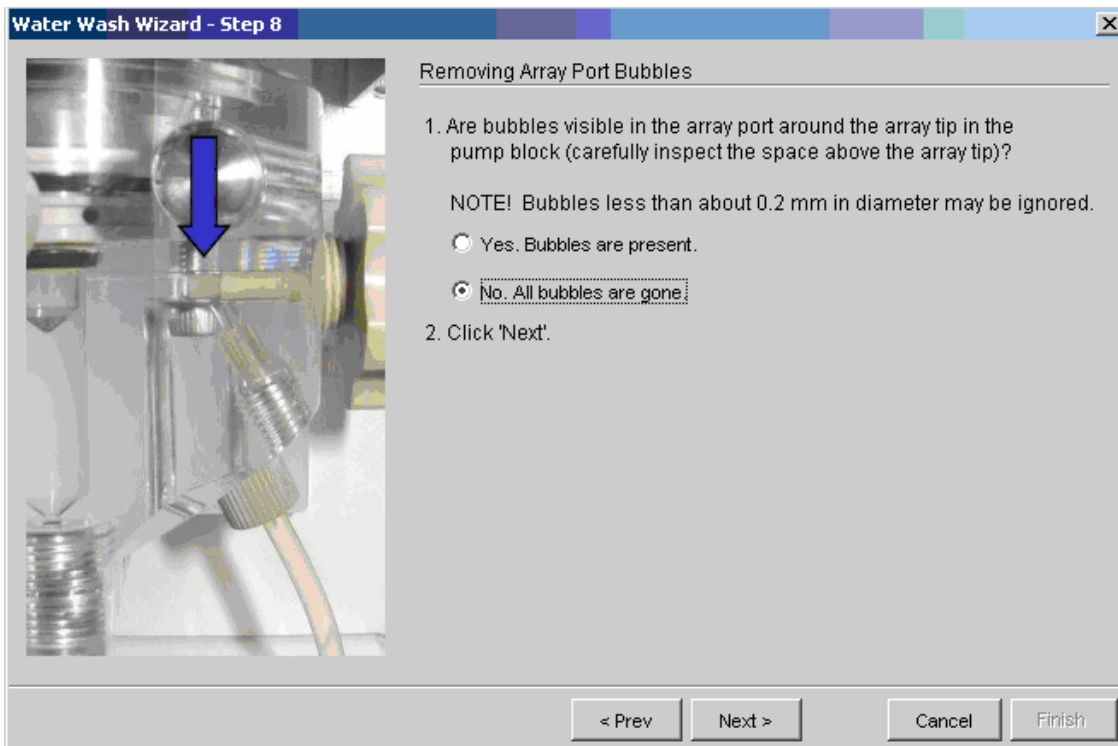 Water Wash Wizard - Step 8
Removing Array Port Bubbles
1. Are bubbles visible in the array port around the array tip in the
pump block (carefully inspect the space above the array tip)?
NOTE! Bubbles less than about 0.2 mm in diameter may be ignored.
Yes. Bubbles are present.
No. All bubbles are gone.
2. Click 'Next'.
< Prev
Next >
Cancel
Finish